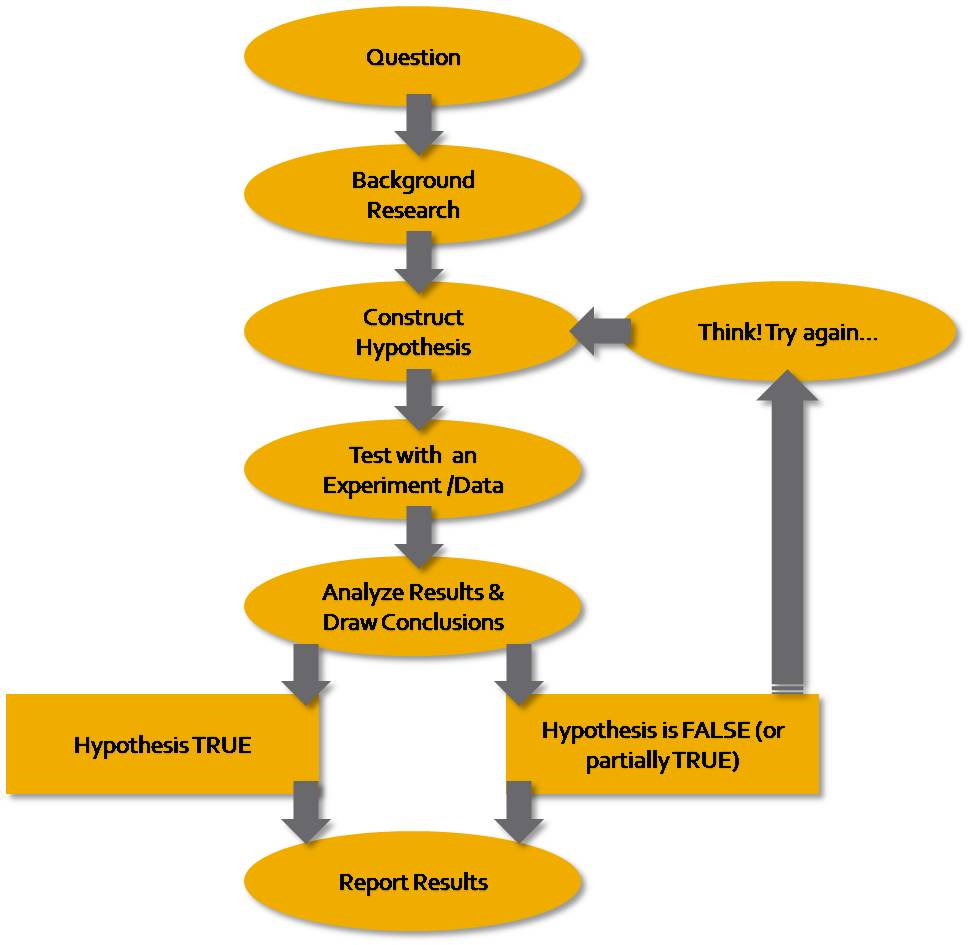 Question
Background
Research
Construct
Hypothesis
Think! Try again...
Test with  an
Experiment /Data
Analyze Results &
Draw Conclusions
Hypothesis TRUE
Hypothesis is FALSE (or
partially TRUE)
Report Results